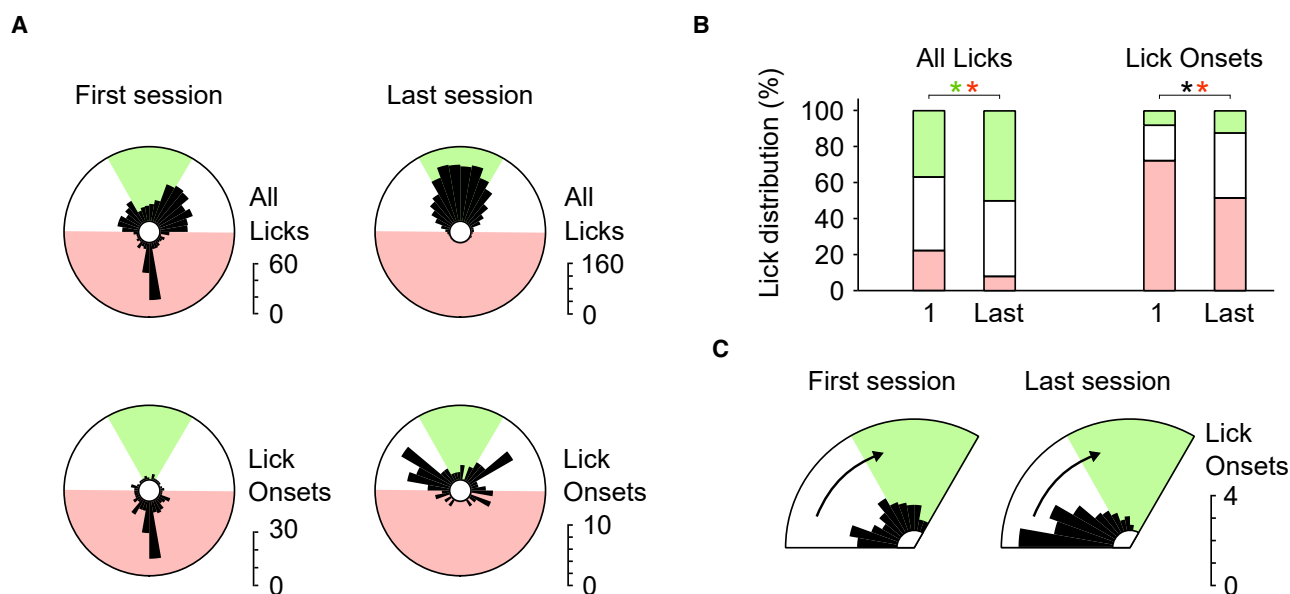 A
First session
Last session
All
Licks
60
0
All
Licks
160
0
Lick
Onsets
30
0
Lick
Onsets
10
0
B
All Licks
Lick Onsets
* *
* *
Lick distribution (%)
100
80
60
40
20
0
1
Last
1
Last
C
First session
Last session
Lick
Onsets
4
0